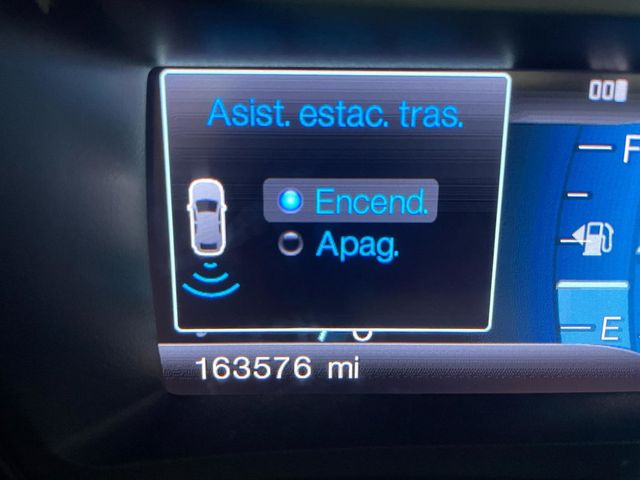 Asist. estac. tras.
Encend.
Apag.
F
E
163576 mi